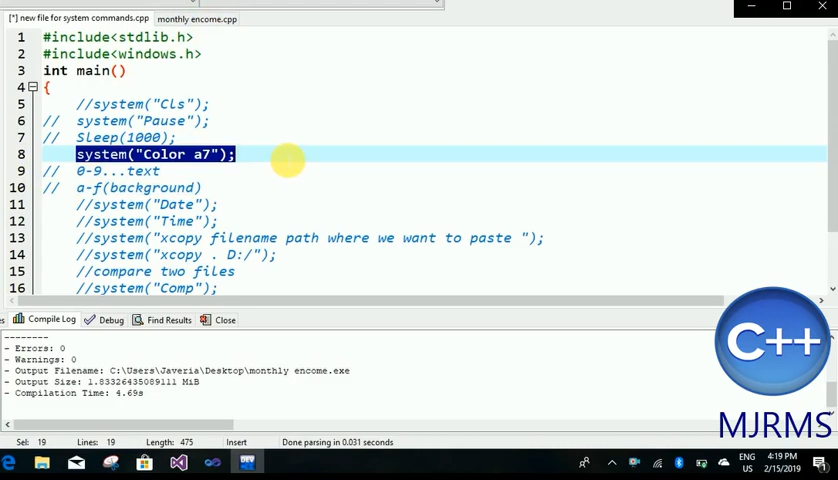 [*] new file for system commands.cpp monthly encome.cpp
1 #include<stdlib.h>
2 #include<windows.h>
3 int main()
4 {
5 //system("Cls");
6 // system("Pause");
7 // Sleep(1000);
8 system("Color a7");
9 // 0-9...text
10 // a-f(background)
11 //system("Date");
12 //system("Time");
13 //system("xcopy filename path where we want to paste ");
14 //system("xcopy . D:/");
15 //compare two files
16 //system("Comp");
Compile Log Debug Find Results Close
--------
- Errors: 0
- Warnings: 0
- Output Filename: C:\Users\Javeria\Desktop\monthly encome.exe
- Output Size: 1.83326435089111 MiB
- Compilation Time: 4.69s
C++
MJRMS
Sel: 19 Lines: 19 Length: 475 Insert Done parsing in 0.031 seconds
DEV
ENG
US
4:19 PM
2/15/2019